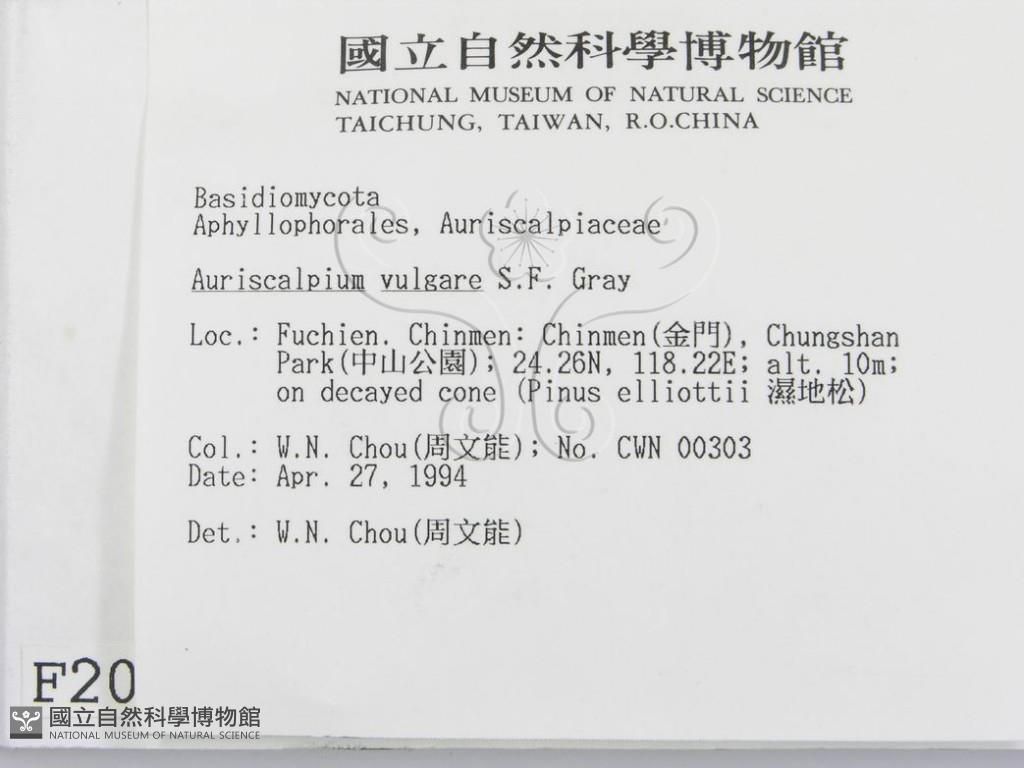 國立自然科學博物館
NATIONAL MUSEUM OF NATURAL SCIENCE
TAICHUNG, TAIWAN, R.O.CHINA
Basidiomycota
Aphyllophorales, Auriscalpiaceae
Auriscalpium vulgare S.F. Gray
Loc.: Fuchien. Chinmen: Chinmen(金門), Chungshan
Park(中山公園); 24.26N, 118.22E; alt. 10m;
on decayed cone (Pinus elliottii 濕地松)
Col.: W.N. Chou(周文能); No. CWN 00303
Date: Apr. 27, 1994
Det.: W.N. Chou(周文能)
F20
國立自然科學博物館
NATIONAL MUSEUM OF NATURAL SCIENCE